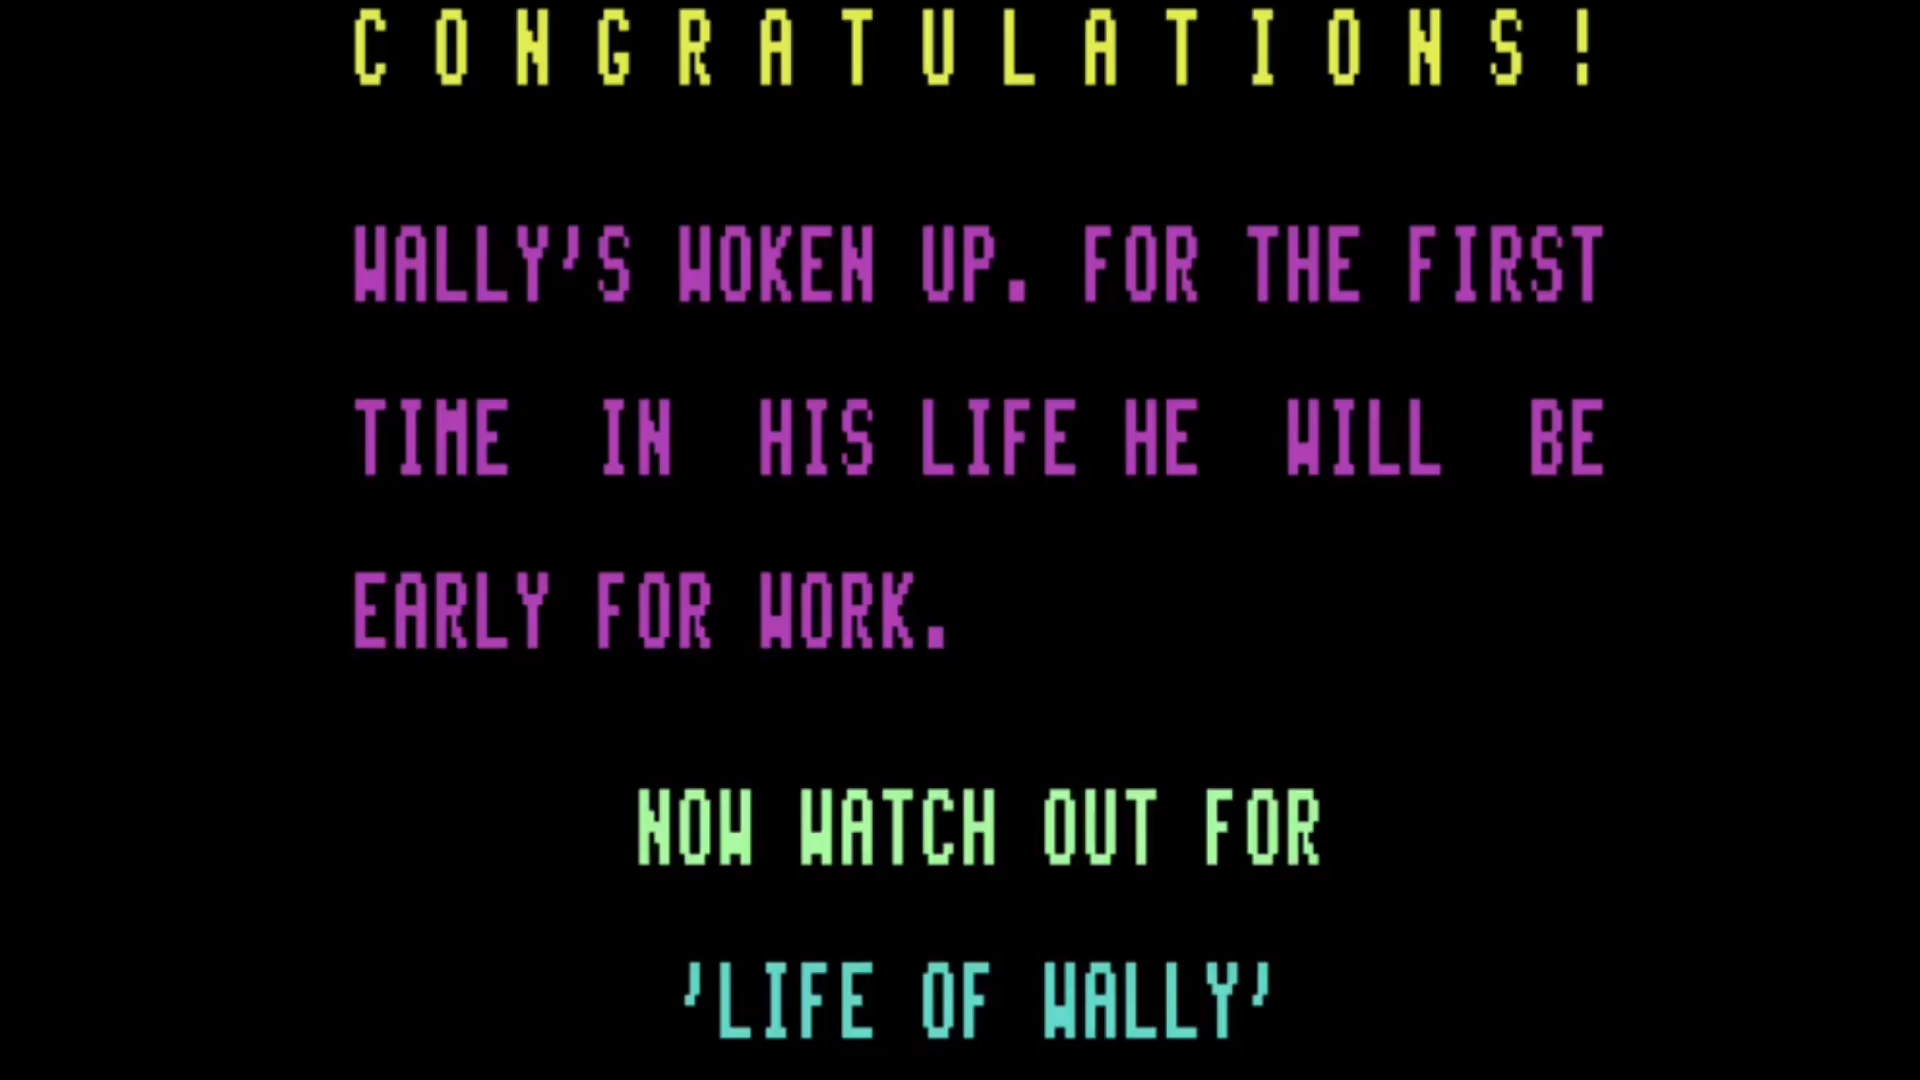 CONGRATULATIONS!
WALLY'S WOKEN UP. FOR THE FIRST
TIME IN HIS LIFE HE WILL BE
EARLY FOR WORK.
NOW WATCH OUT FOR
'LIFE OF WALLY'